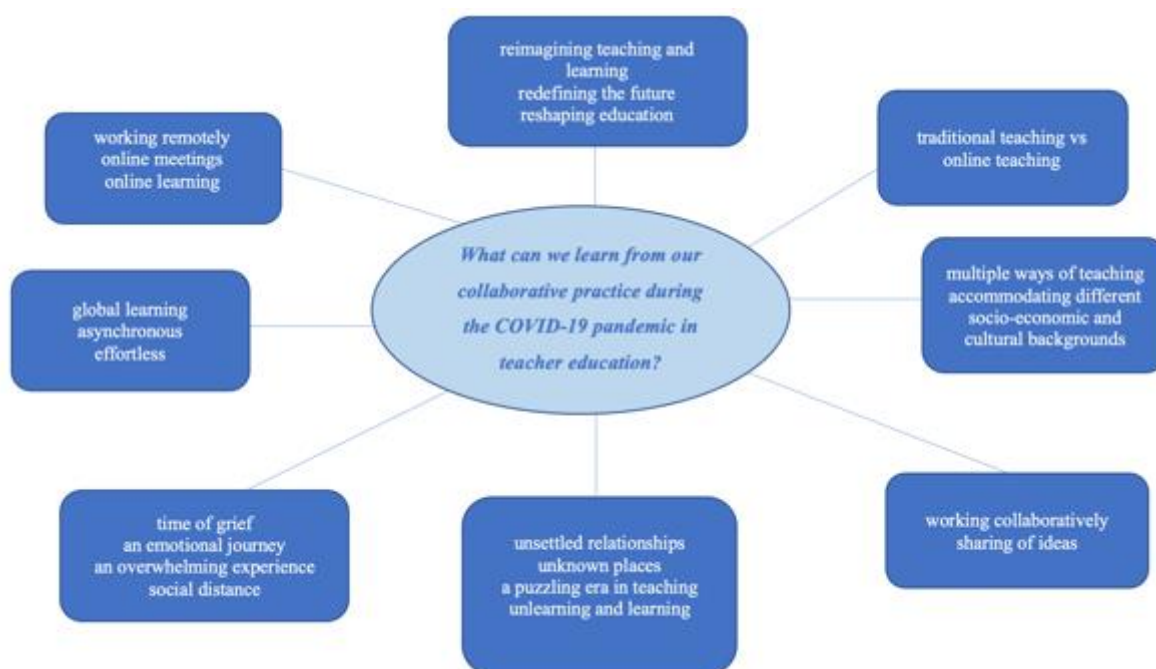 reimagining teaching and
learning
redefining the future
reshaping education
working remotely
online meetings
online learning
traditional teaching vs
online teaching
What can we learn from our
collaborative practice during
the COVID-19 pandemic in
teacher education?
multiple ways of teaching
accommodating different
socio-economic and
cultural backgrounds
global learning
asynchronous
effortless
time of grief
an emotional journey
an overwhelming experience
social distance
unsettled relationships
unknown places
a puzzling era in teaching
unlearning and learning
working collaboratively
sharing of ideas